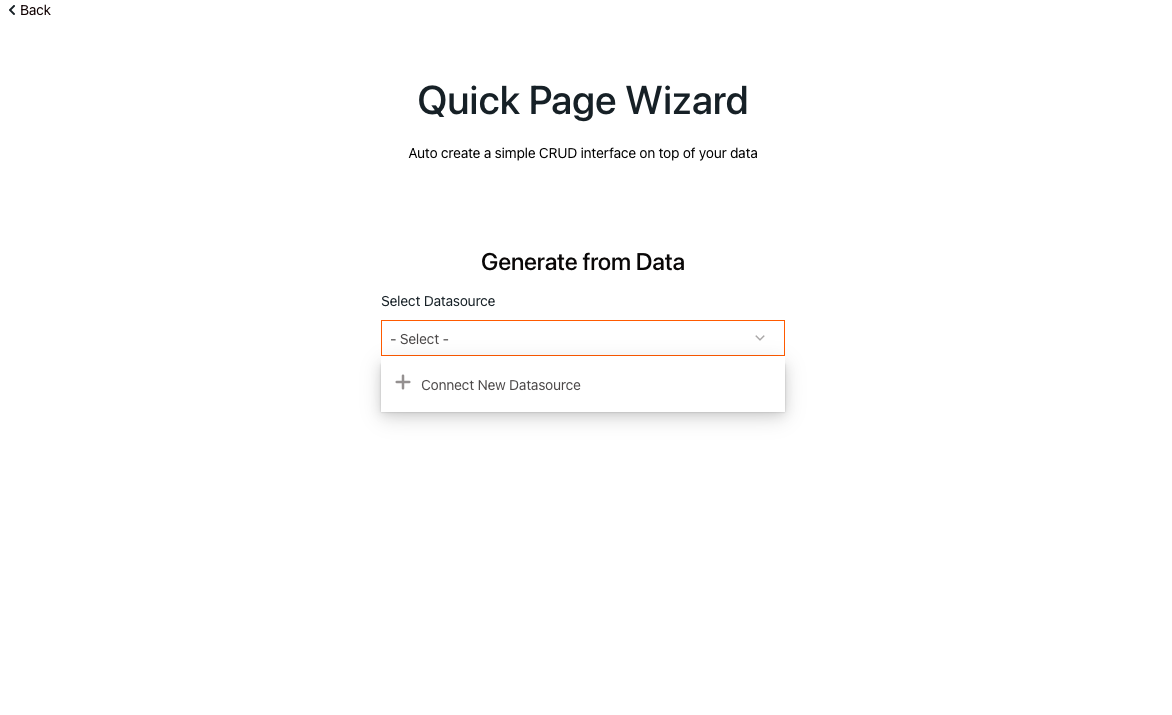 Back
Quick Page Wizard
Auto create a simple CRUD interface on top of your data
Generate from Data
Select Datasource
- Select -
Connect New Datasource